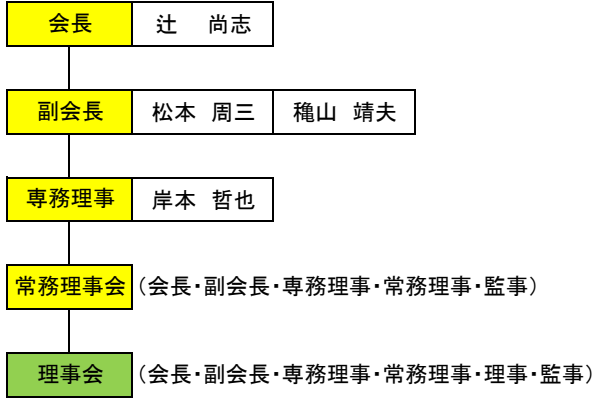 会長 辻　尚志
副会長 松本　周三 穐山　靖夫
専務理事 岸本　哲也
常務理事会 （会長・副会長・専務理事・常務理事・監事）
理事会 （会長・副会長・専務理事・常務理事・理事・監事）